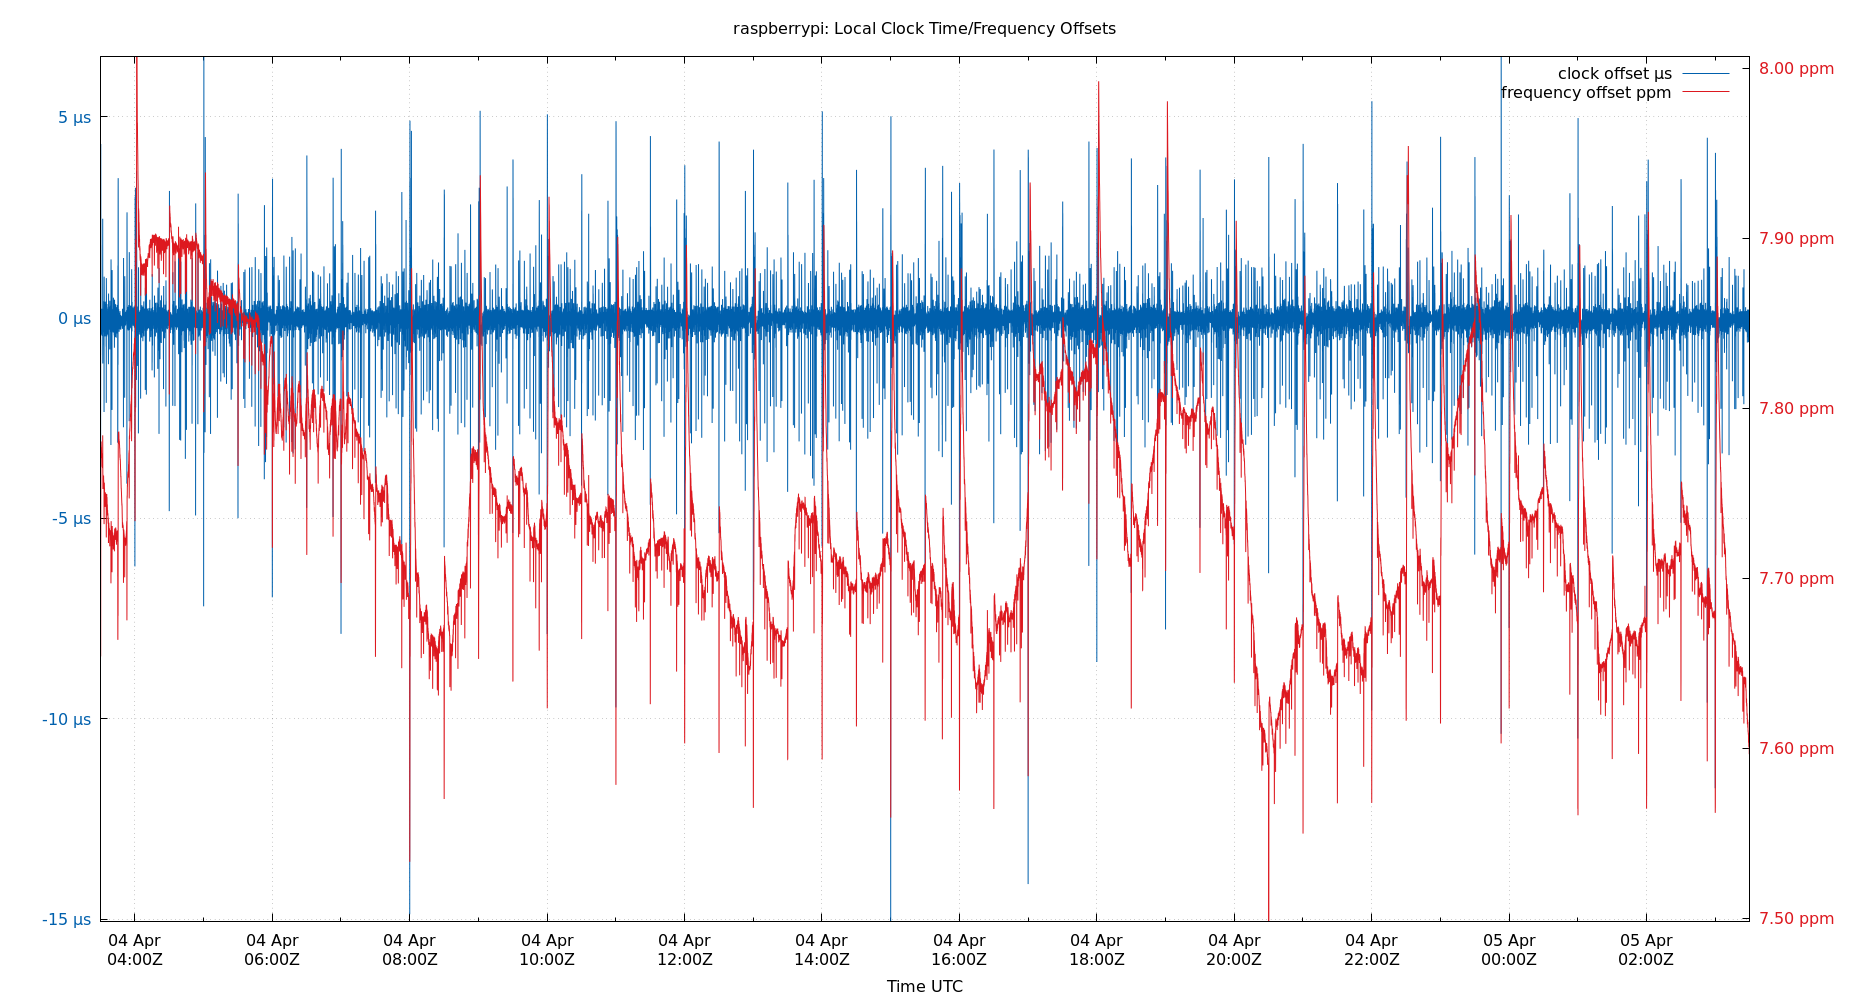 raspberrypi: Local Clock Time/Frequency Offsets
clock offset µs
frequency offset ppm
5 µs
0 µs
-5 µs
-10 µs
-15 µs
8.00 ppm
7.90 ppm
7.80 ppm
7.70 ppm
7.60 ppm
7.50 ppm
04 Apr
04:00Z
04 Apr
06:00Z
04 Apr
08:00Z
04 Apr
10:00Z
04 Apr
12:00Z
04 Apr
14:00Z
04 Apr
16:00Z
04 Apr
18:00Z
04 Apr
20:00Z
04 Apr
22:00Z
05 Apr
00:00Z
05 Apr
02:00Z
Time UTC